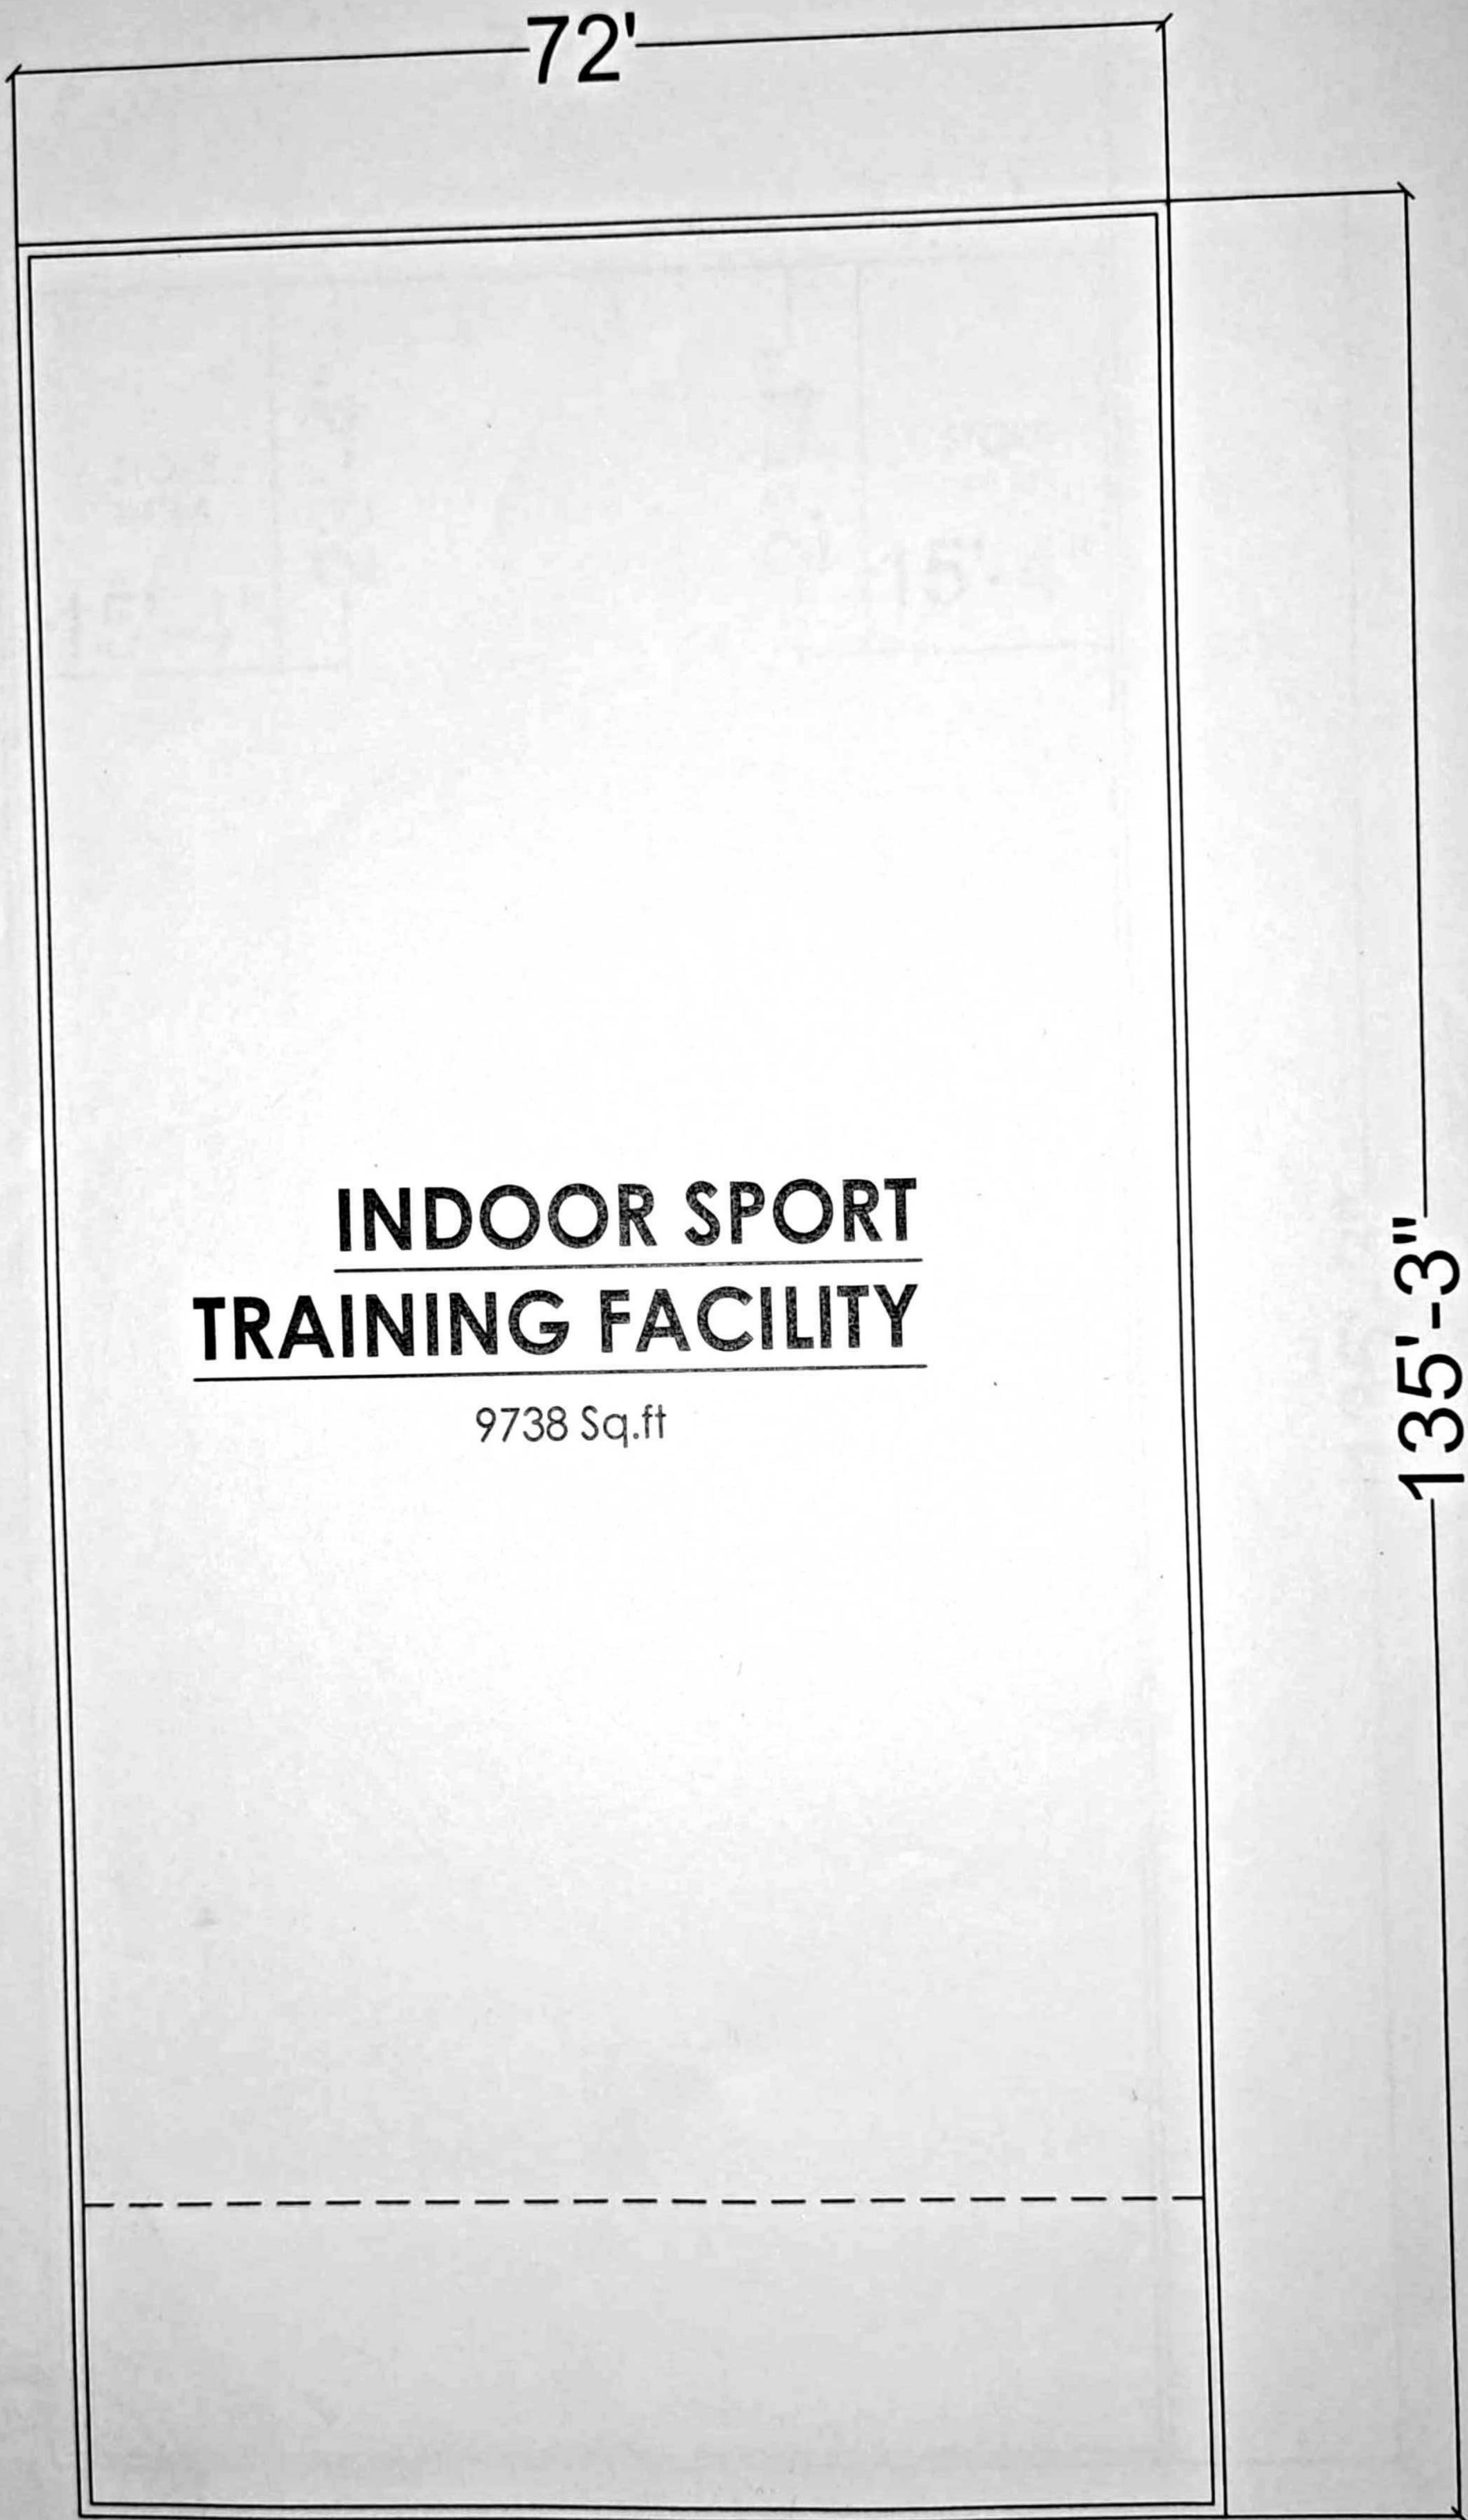 72'
INDOOR SPORT
TRAINING FACILITY
9738 Sq.ft
135'-3"